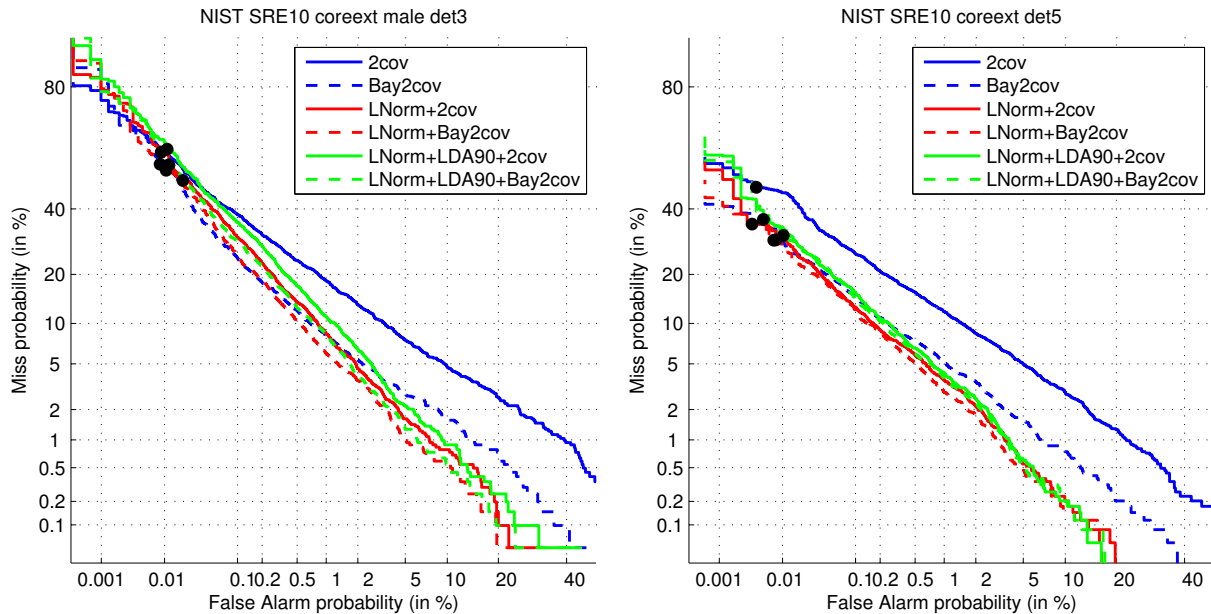 NIST SRE10 coreext male det3
2cov
Bay2cov
LNorm+2cov
LNorm+Bay2cov
LNorm+LDA90+2cov
LNorm+LDA90+Bay2cov
Miss probability (in %)
80
40
20
10
5
2
1
0.5
0.2
0.1
0.001 0.01 0.1 0.2 0.5 1 2 5 10 20 40
False Alarm probability (in %)
NIST SRE10 coreext det5
2cov
Bay2cov
LNorm+2cov
LNorm+Bay2cov
LNorm+LDA90+2cov
LNorm+LDA90+Bay2cov
Miss probability (in %)
80
40
20
10
5
2
1
0.5
0.2
0.1
0.001 0.01 0.1 0.2 0.5 1 2 5 10 20 40
False Alarm probability (in %)